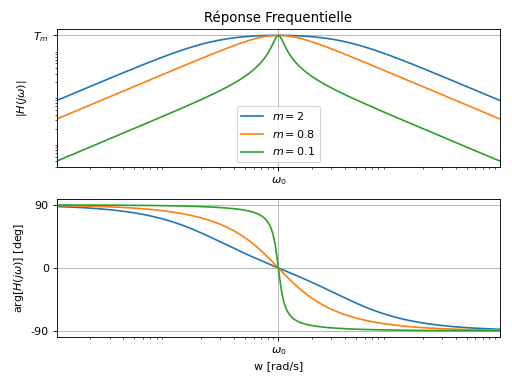 Réponse Frequentielle
T_m
|H(jω)|
m = 2
m = 0.8
m = 0.1
ω_0
90
0
-90
arg[H(jω)] [deg]
ω_0
w [rad/s]